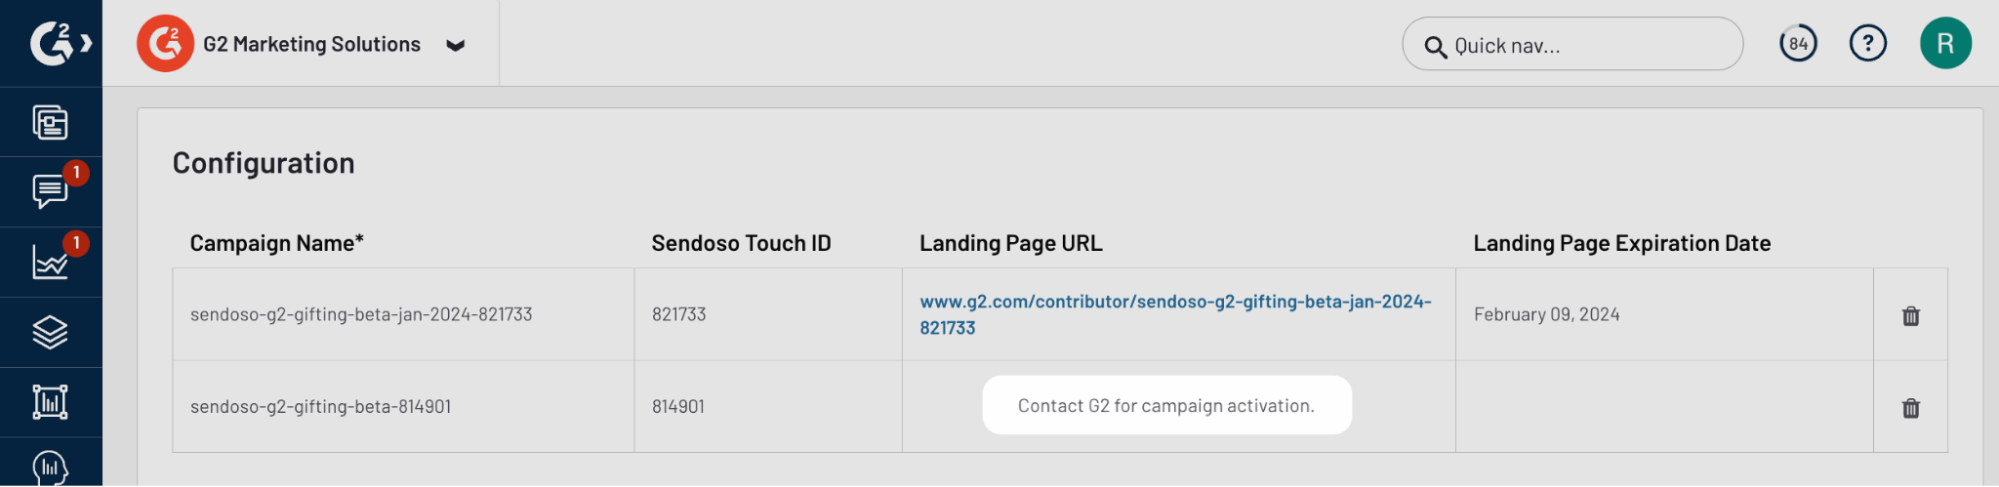 G2 Marketing Solutions
Quick nav...
84
?
R
1
1
Configuration
Campaign Name*
Sendoso Touch ID
Landing Page URL
Landing Page Expiration Date
sendoso-g2-gifting-beta-jan-2024-821733
821733
www.g2.com/contributor/sendoso-g2-gifting-beta-jan-2024-
821733
February 09, 2024
sendoso-g2-gifting-beta-814901
814901
Contact G2 for campaign activation.